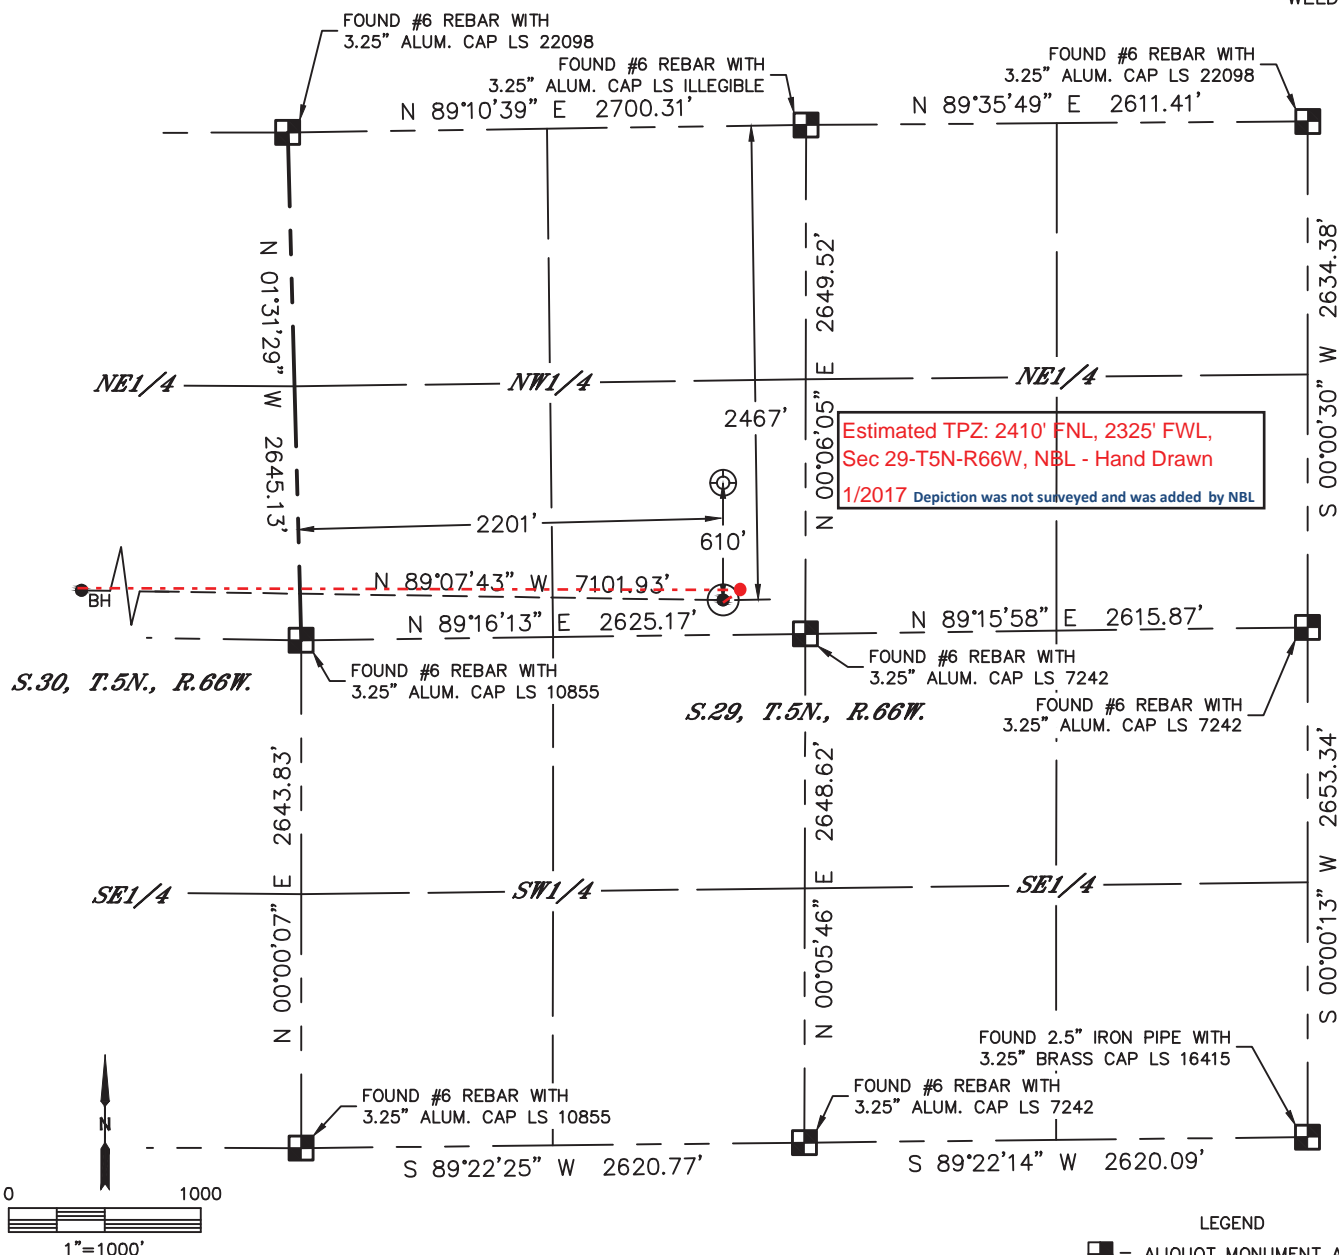 FOUND #6 REBAR WITH
3.25" ALUM. CAP LS 22098
FOUND #6 REBAR WITH
3.25" ALUM. CAP LS ILLEGIBLE
FOUND #6 REBAR WITH
3.25" ALUM. CAP LS 22098
N 89°10'39" E 2700.31'
N 89°35'49" E 2611.41'
N 01°31'29" W 2645.13'
N 00°06'05" E 2649.52'
S 00°00'30" W 2634.38'
NE1/4
NW1/4
NE1/4
2467'
Estimated TPZ: 2410' FNL, 2325' FWL,
Sec 29-T5N-R66W, NBL - Hand Drawn
1/2017 Depiction was not surveyed and was added by NBL
2201'
610'
BH
N 89°07'43" W 7101.93'
N 89°16'13" E 2625.17'
N 89°15'58" E 2615.87'
FOUND #6 REBAR WITH
3.25" ALUM. CAP LS 10855
FOUND #6 REBAR WITH
3.25" ALUM. CAP LS 7242
FOUND #6 REBAR WITH
3.25" ALUM. CAP LS 7242
S.30, T.5N., R.66W.
S.29, T.5N., R.66W.
N 00°00'07" E 2643.83'
N 00°05'46" E 2648.62'
S 00°00'13" W 2653.34'
SE1/4
SW1/4
SE1/4
FOUND 2.5" IRON PIPE WITH
3.25" BRASS CAP LS 16415
FOUND #6 REBAR WITH
3.25" ALUM. CAP LS 10855
FOUND #6 REBAR WITH
3.25" ALUM. CAP LS 7242
N
S 89°22'25" W 2620.77'
S 89°22'14" W 2620.09'
0 1000
1"=1000'
LEGEND
= ALIQUOT MONUMENT A